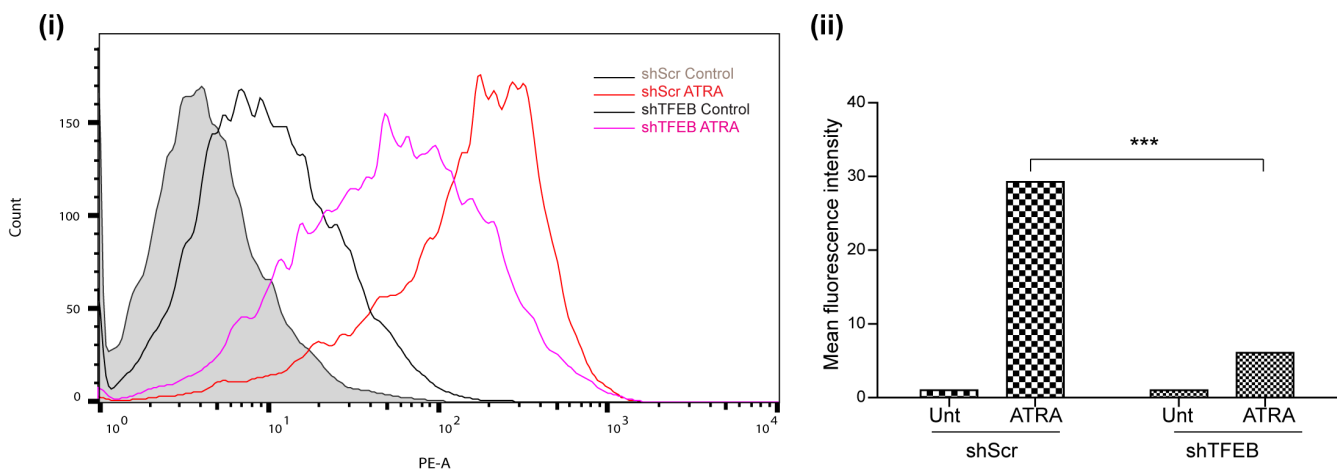 (i)
150
100
50
0
Count
10⁰
10¹
10²
10³
10⁴
PE-A
shScr Control
shScr ATRA
shTFEB Control
shTFEB ATRA
(ii)
Mean fluorescence intensity
40
30
20
10
0
***
Unt ATRA Unt ATRA
shScr shTFEB